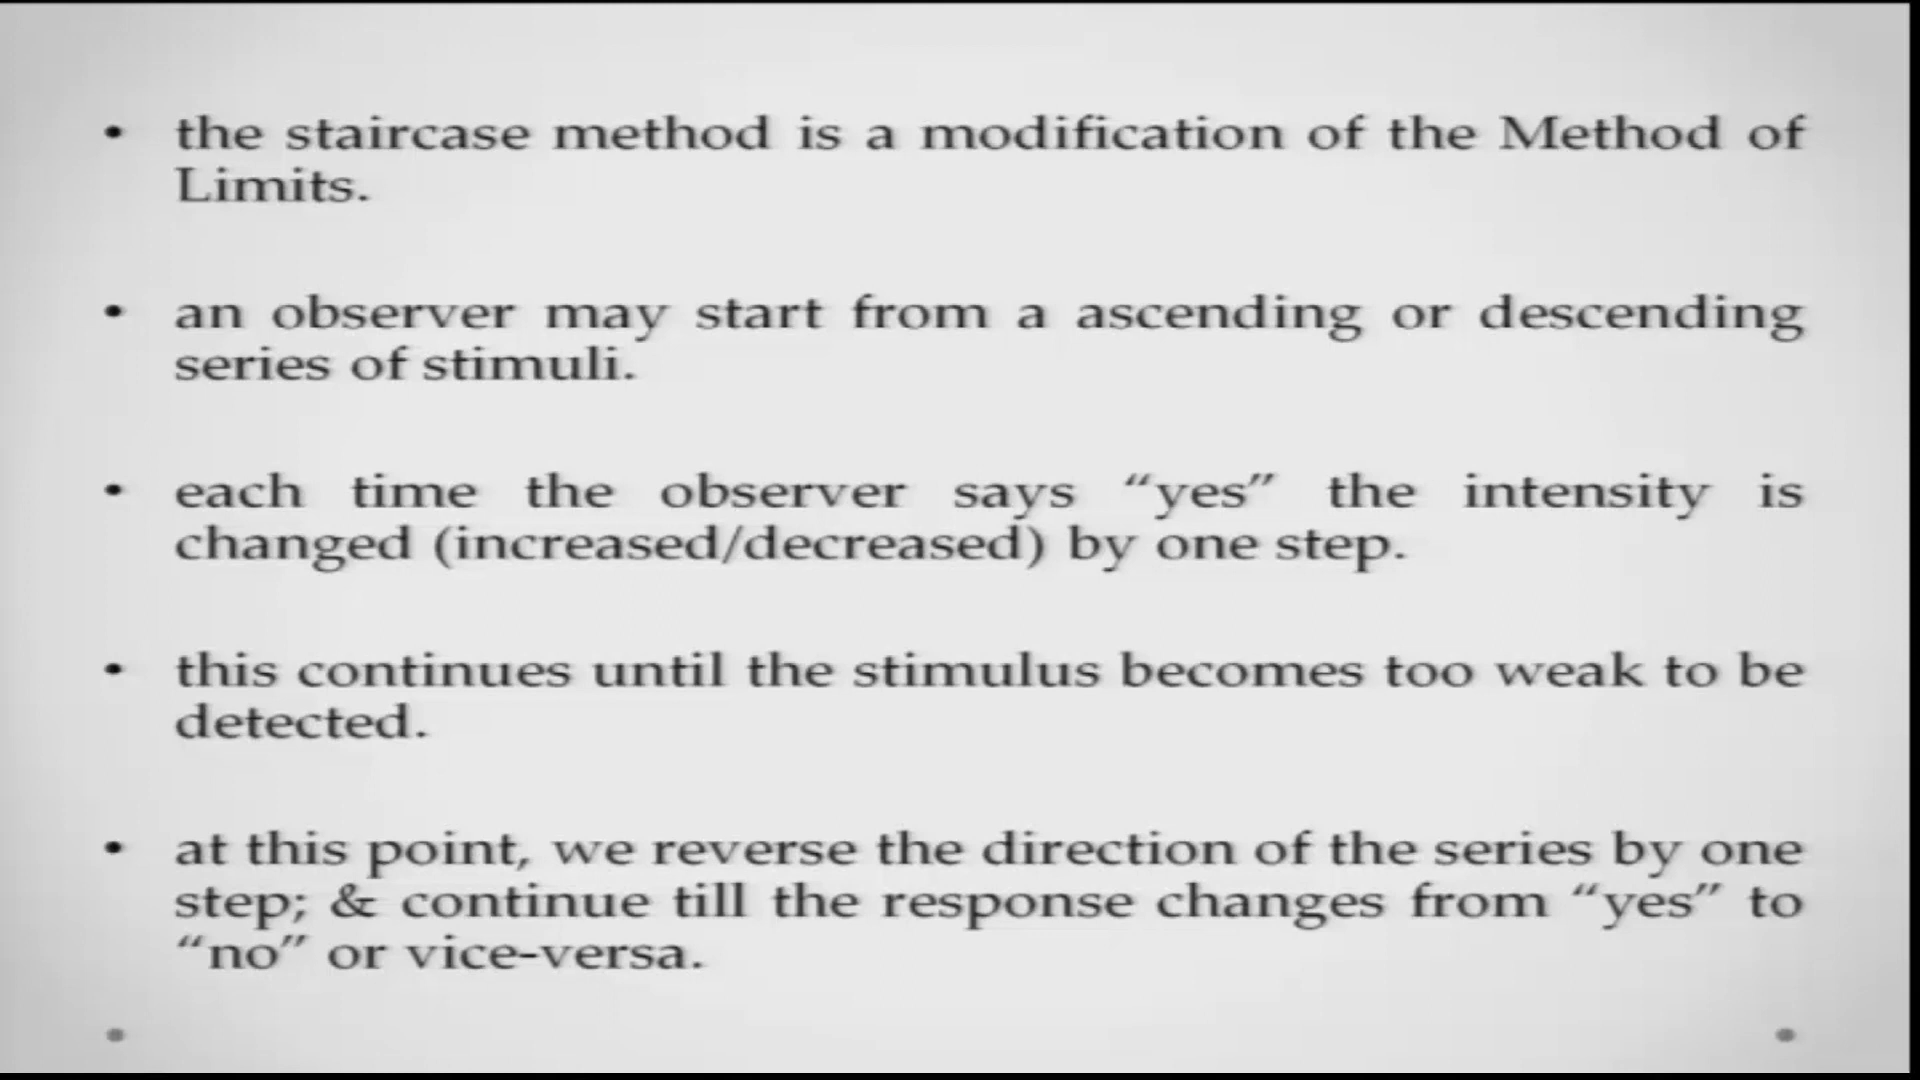 • the staircase method is a modification of the Method of
Limits.
• an observer may start from a ascending or descending
series of stimuli.
• each time the observer says “yes” the intensity is
changed (increased/decreased) by one step.
• this continues until the stimulus becomes too weak to be
detected.
• at this point, we reverse the direction of the series by one
step; & continue till the response changes from “yes” to
“no” or vice-versa.